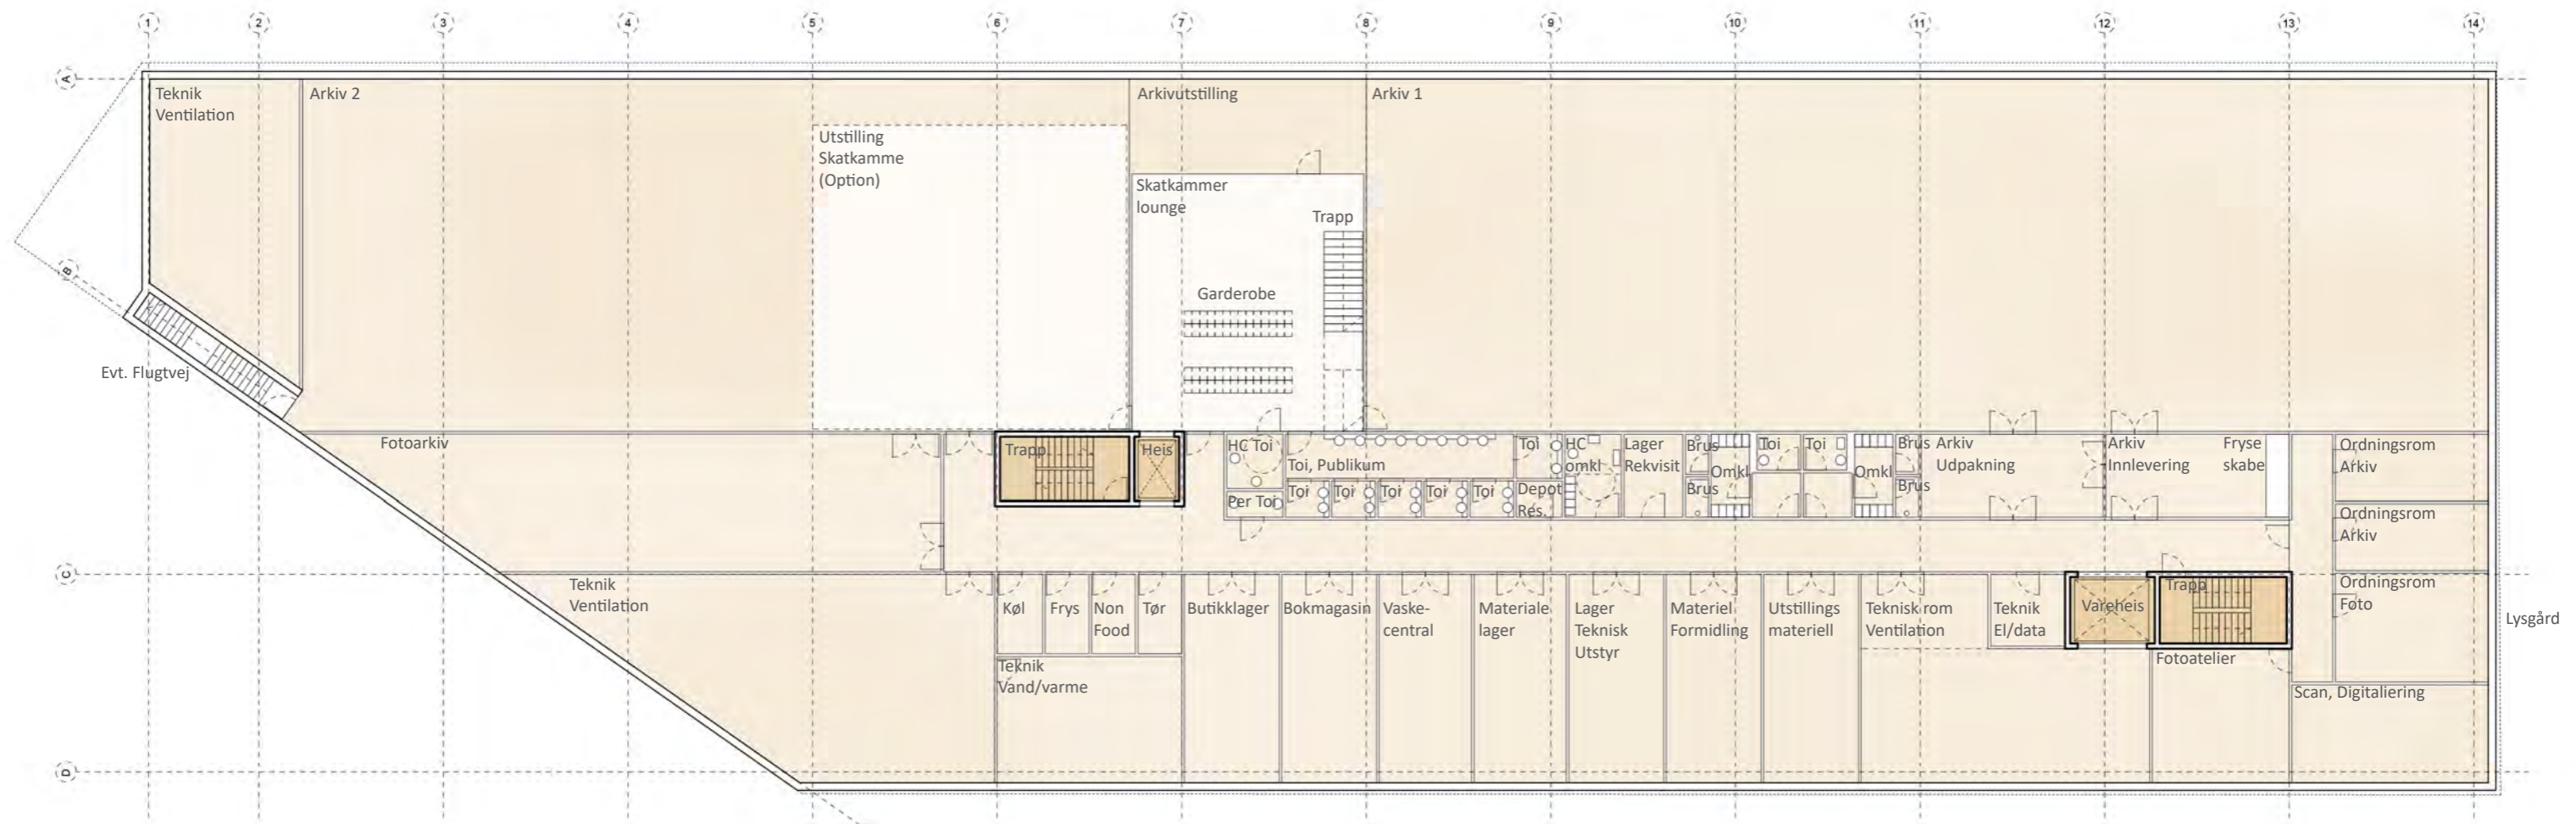 1
2
3
4
5
6
7
8
9
10
11
12
13
14
A
B
C
D
Teknik
Ventilation
Arkiv 2
Utstilling
Skatkamme
(Option)
Arkivutstilling
Arkiv 1
Skatkammer
lounge
Trapp
Garderobe
Evt. Flugtvej
Fotoarkiv
Trapp
Heis
HC Toi
Per Toi
Toi, Publikum
Toi
Toi
Toi
Toi
Toi
Toi
Depot
Res.
HC
omkl
Lager
Rekvisit
Brus
Brus
Omkl
Toi
Toi
Omkl
Brus
Brus
Arkiv
Udpakning
Arkiv
Innlevering
Fryse
skabe
Ordningsrom
Arkiv
Ordningsrom
Arkiv
Ordningsrom
Foto
Lysgård
Teknik
Ventilation
Køl
Frys
Non
Food
Tør
Teknik
Vand/varme
Butikklager
Bokmagasin
Vaske-
central
Materiale
lager
Lager
Teknisk
Utstyr
Materiel
Formidling
Utstillings
materiell
Teknisk rom
Ventilation
Teknik
El/data
Vareheis
Trapp
Fotoatelier
Scan, Digitaliering